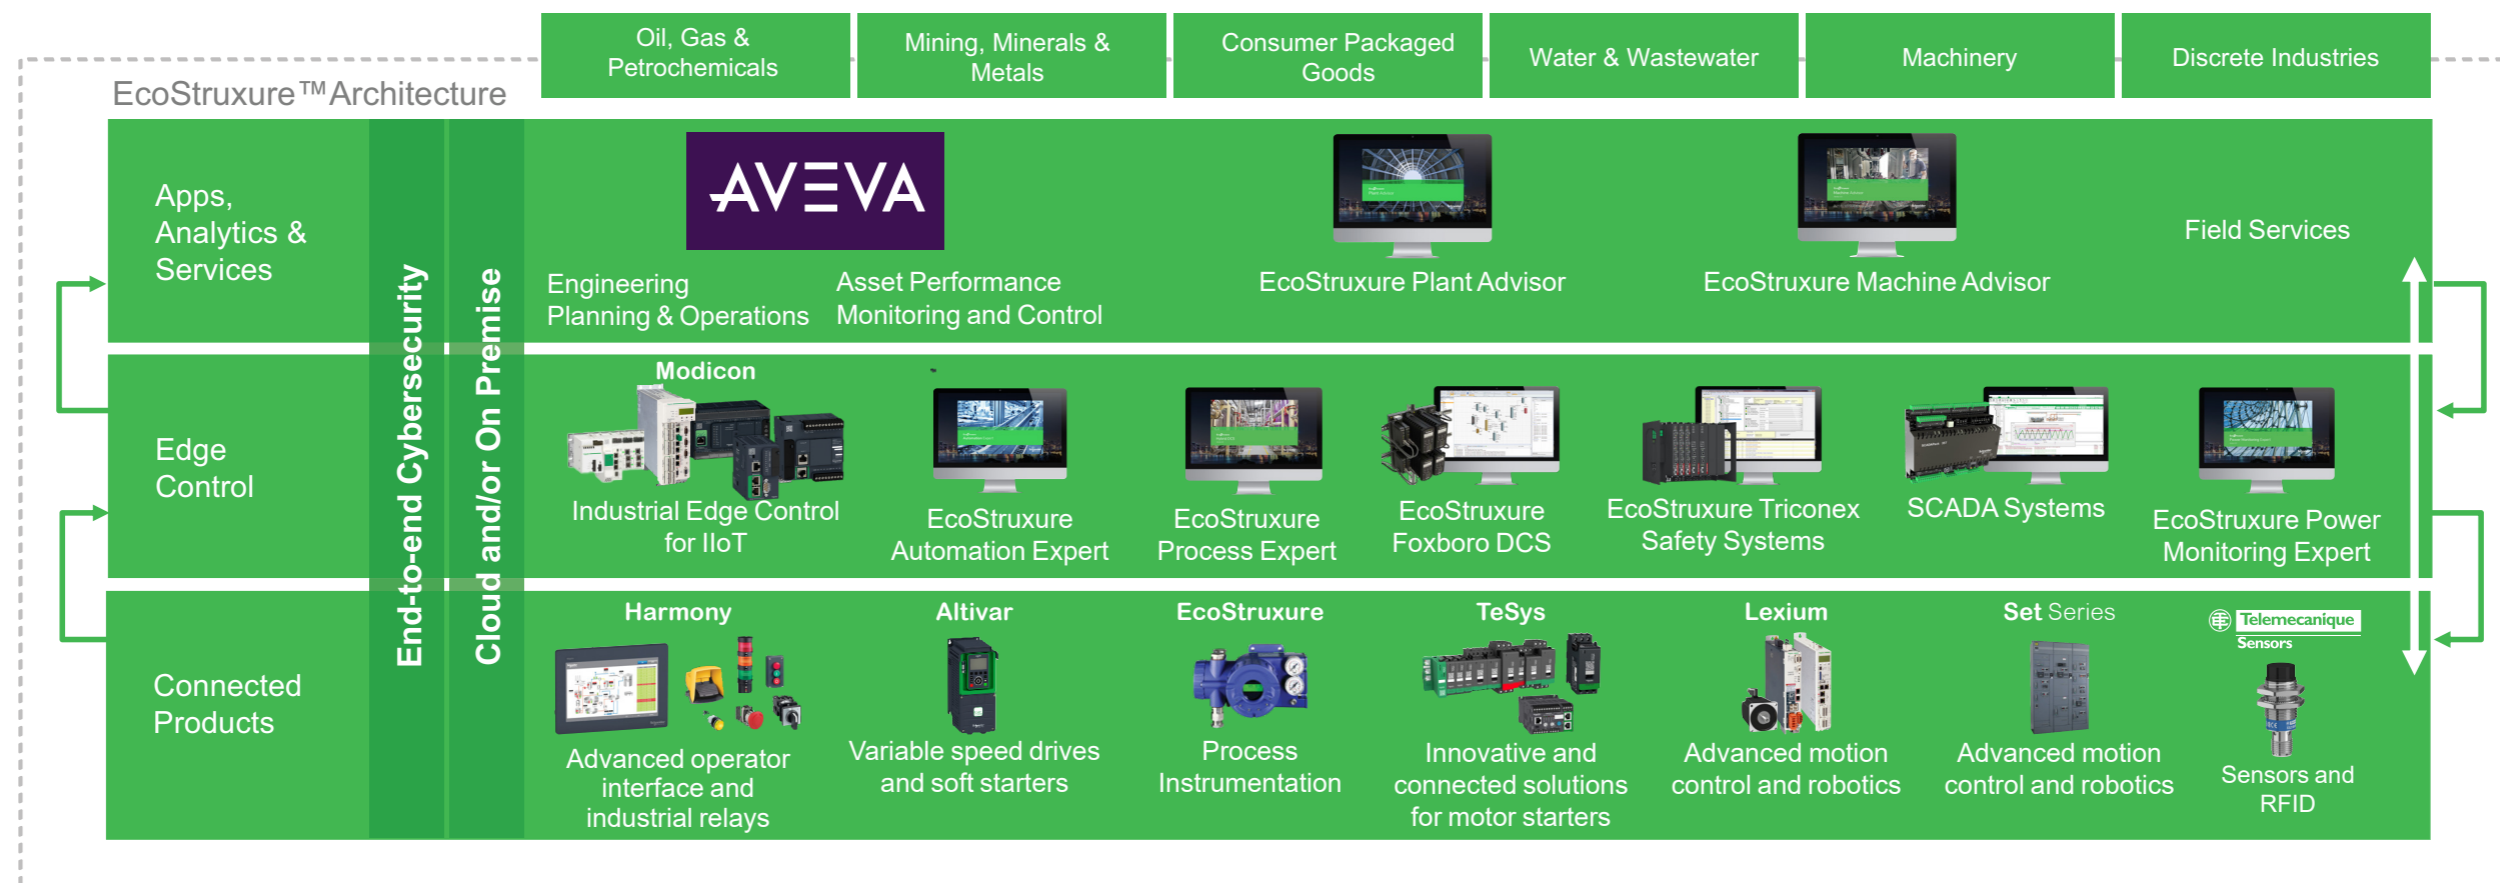 Oil, Gas &
Petrochemicals
Mining, Minerals &
Metals
Consumer Packaged
Goods
Water & Wastewater
Machinery
Discrete Industries
EcoStruxure™Architecture
Apps,
Analytics &
Services
End-to-end Cybersecurity
Cloud and/or On Premise
AVEVA
Engineering
Planning & Operations
Asset Performance
Monitoring and Control
EcoStruxure Plant Advisor
EcoStruxure Machine Advisor
Field Services
Edge
Control
Modicon
Industrial Edge Control
for IIoT
EcoStruxure
Automation Expert
EcoStruxure
Process Expert
EcoStruxure
Foxboro DCS
EcoStruxure Triconex
Safety Systems
SCADA Systems
EcoStruxure Power
Monitoring Expert
Connected
Products
Harmony
Advanced operator
interface and
industrial relays
Altivar
Variable speed drives
and soft starters
EcoStruxure
Process
Instrumentation
TeSys
Innovative and
connected solutions
for motor starters
Lexium
Advanced motion
control and robotics
Set Series
Advanced motion
control and robotics
Telemecanique
Sensors
Sensors and
RFID